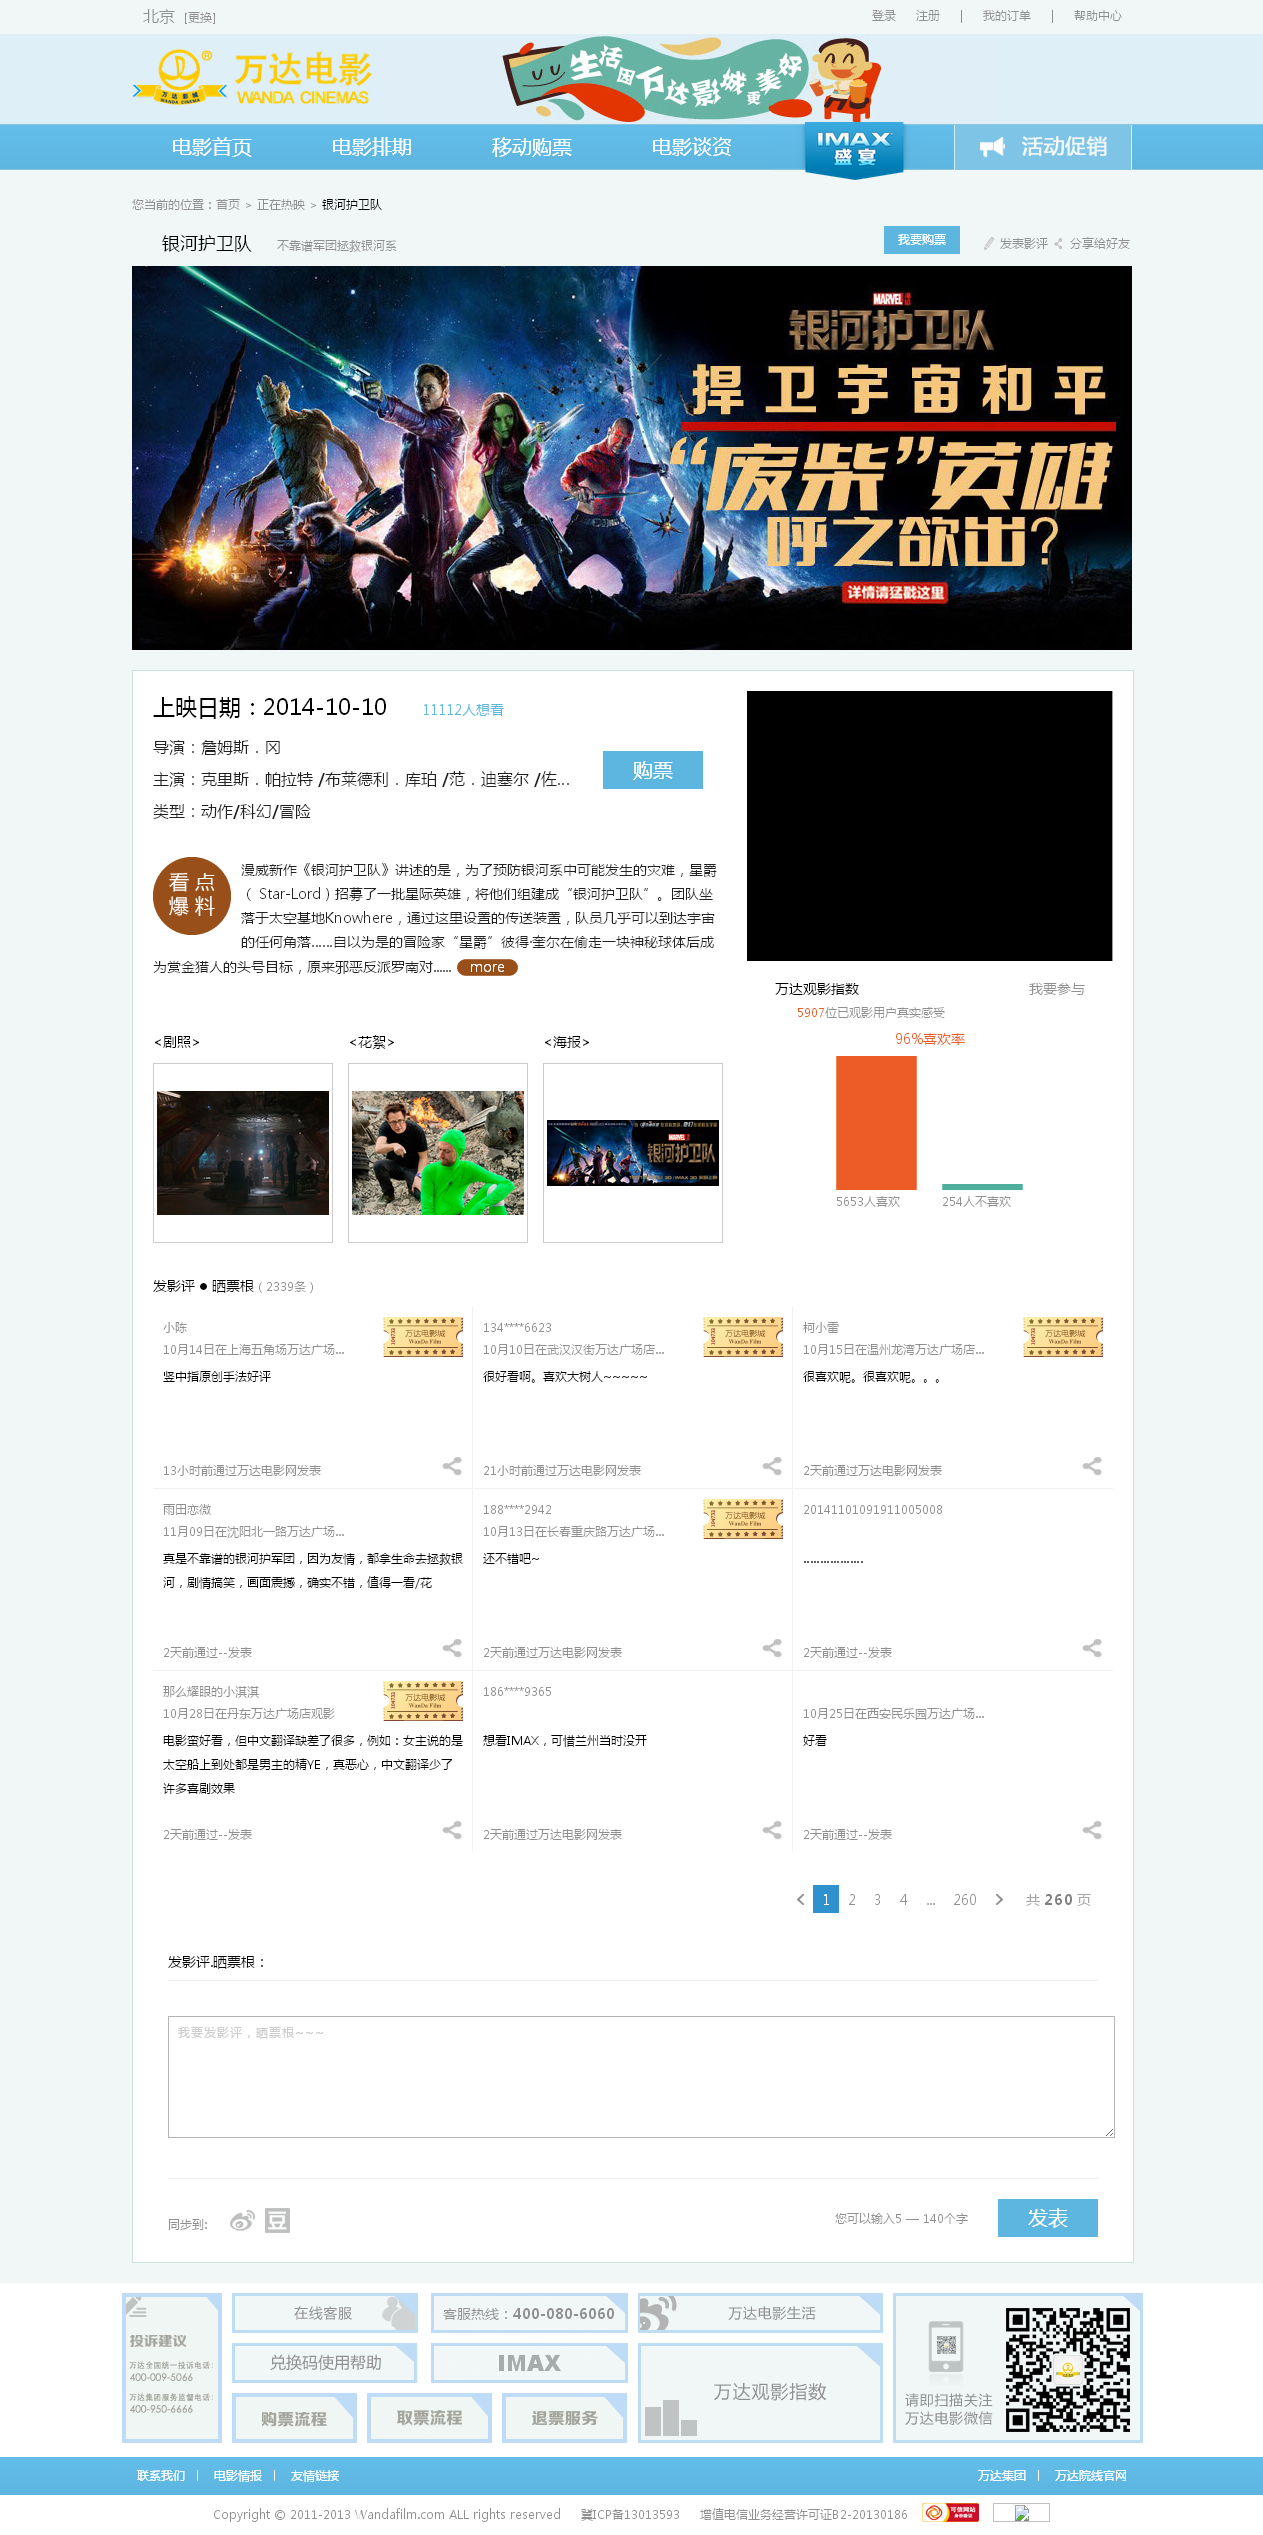 北京 [更换]
登录 注册 | 我的订单 | 帮助中心
万达电影
WANDA CINEMAS
生活因万达影城更美好
电影首页 电影排期 移动购票 电影谈资 IMAX 盛宴 活动促销
您当前的位置：首页 > 正在热映 > 银河护卫队
银河护卫队 不靠谱军团拯救银河系 我要购票 发表影评 分享给好友
MARVEL
银河护卫队
捍卫宇宙和平
“废柴”英雄
呼之欲出？
详情请猛戳这里
上映日期：2014-10-10 11112人想看
导演：詹姆斯．冈
主演：克里斯．帕拉特 /布莱德利．库珀 /范．迪塞尔 /佐...
类型：动作/科幻/冒险
购票
看点
爆料
漫威新作《银河护卫队》讲述的是，为了预防银河系中可能发生的灾难，星爵
（ Star-Lord）招募了一批星际英雄，将他们组建成“银河护卫队”。团队坐
落于太空基地Knowhere，通过这里设置的传送装置，队员几乎可以到达宇宙
的任何角落......自以为是的冒险家“星爵”彼得·奎尔在偷走一块神秘球体后成
为赏金猎人的头号目标，原来邪恶反派罗南对...... more
万达观影指数 我要参与
5907位已观影用户真实感受
96%喜欢率
5653人喜欢 254人不喜欢
<剧照> <花絮> <海报>
银河护卫队
发影评 ● 晒票根（2339条）
小陈
10月14日在上海五角场万达广场...
万达电影城
WanDa Film
竖中指原创手法好评
13小时前通过万达电影网发表
134****6623
10月10日在武汉汉街万达广场店...
万达电影城
WanDa Film
很好看啊。喜欢大树人~~~~~
21小时前通过万达电影网发表
柯小雷
10月15日在温州龙湾万达广场店...
万达电影城
WanDa Film
很喜欢呢。很喜欢呢。。。
2天前通过万达电影网发表
雨田恋微
11月09日在沈阳北一路万达广场...
真是不靠谱的银河护军团，因为友情，都拿生命去拯救银
河，剧情搞笑，画面震撼，确实不错，值得一看/花
2天前通过--发表
188****2942
10月13日在长春重庆路万达广场...
万达电影城
WanDa Film
还不错吧~
2天前通过万达电影网发表
20141101091911005008
..................
2天前通过--发表
那么耀眼的小淇淇
10月28日在丹东万达广场店观影
万达电影城
WanDa Film
电影蛮好看，但中文翻译缺差了很多，例如：女主说的是
太空船上到处都是男主的精YE，真恶心，中文翻译少了
许多喜剧效果
2天前通过--发表
186****9365
想看IMAX，可惜兰州当时没开
2天前通过万达电影网发表
10月25日在西安民乐园万达广场...
好看
2天前通过--发表
< 1 2 3 4 ... 260 > 共 260 页
发影评.晒票根：
我要发影评，晒票根~~~
同步到: 豆 您可以输入5 — 140个字 发表
投诉建议
万达全国统一投诉电话:
400-009-5066
万达集团服务监督电话:
400-950-6666
在线客服
客服热线：400-080-6060
兑换码使用帮助
IMAX
购票流程
取票流程
退票服务
万达电影生活
万达观影指数
请即扫描关注
万达电影微信
联系我们 | 电影情报 | 友情链接 万达集团 | 万达院线官网
Copyright © 2011-2013 Wandafilm.com ALL rights reserved 冀ICP备13013593 增值电信业务经营许可证B2-20130186 可信网站